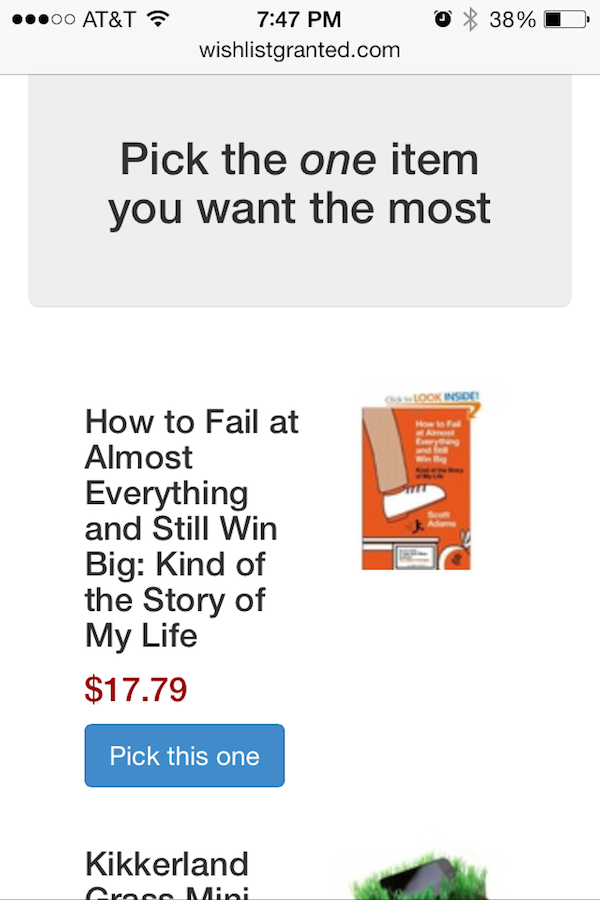 AT&T 7:47 PM 38%
wishlistgranted.com
Pick the one item
you want the most
How to Fail at
Almost
Everything
and Still Win
Big: Kind of
the Story of
My Life
$17.79
Pick this one
Click to LOOK INSIDE!
How to Fail
at Almost
Everything
and Still
Win Big
Kind of the Story
of My Life
Scott
Adams
Kikkerland
Grass Mini